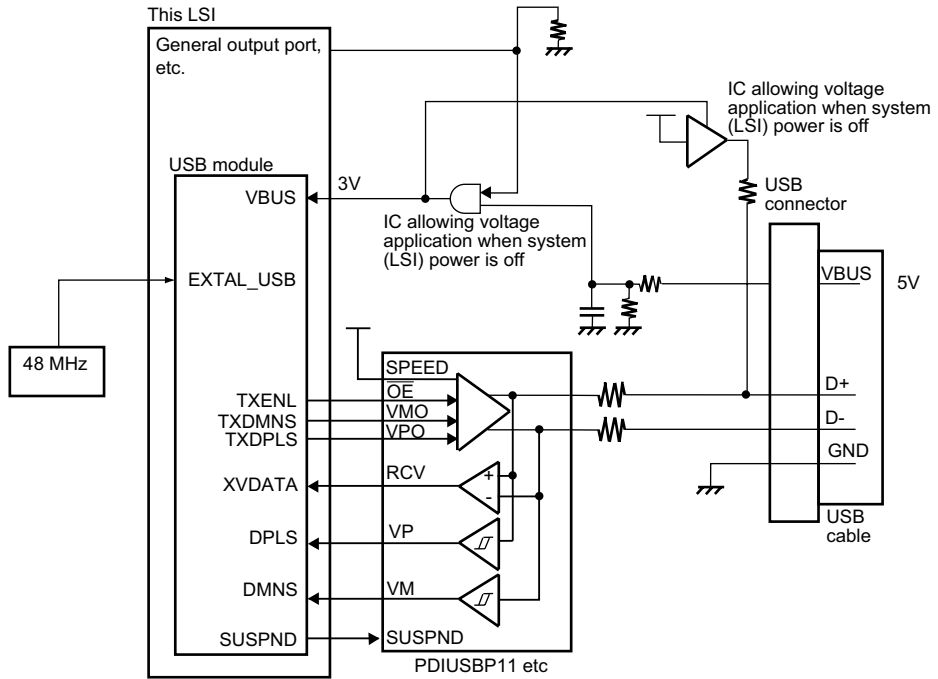 This LSI
General output port,
etc.
IC allowing voltage
application when system
(LSI) power is off
USB module
VBUS
3V
USB
connector
IC allowing voltage
application when system
(LSI) power is off
EXTAL_USB
VBUS
5V
48 MHz
SPEED
OE
D+
TXENL
VMO
TXDMNS
D-
VPO
TXDPLS
GND
RCV
+
-
XVDATA
USB
cable
VP
DPLS
VM
DMNS
SUSPND
SUSPND
PDIUSBP11 etc